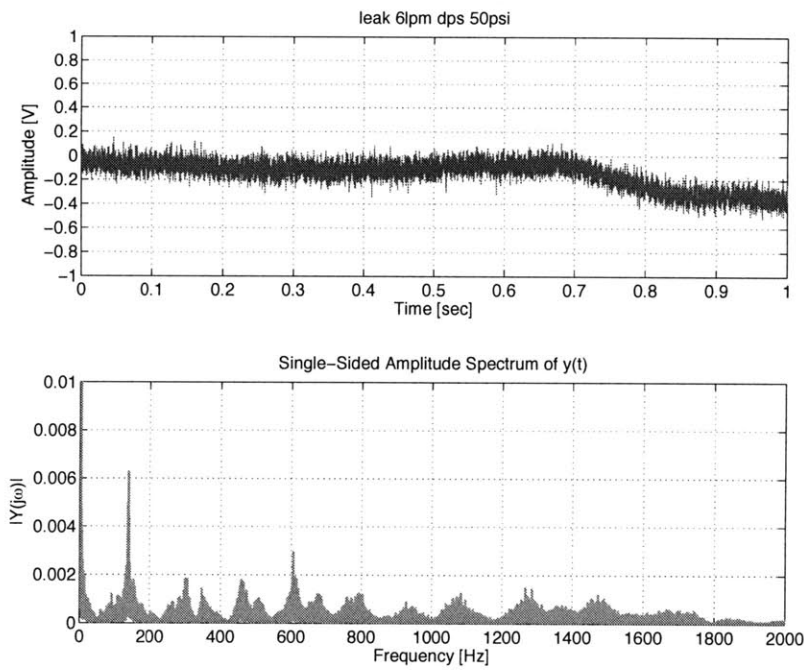 leak 6lpm dps 50psi
1
0.8
0.6
0.4
0.2
0
−0.2
−0.4
−0.6
−0.8
−1
Amplitude [V]
0 0.1 0.2 0.3 0.4 0.5 0.6 0.7 0.8 0.9 1
Time [sec]
Single−Sided Amplitude Spectrum of y(t)
0.01
0.008
0.006
0.004
0.002
0
|Y(jω)|
0 200 400 600 800 1000 1200 1400 1600 1800 2000
Frequency [Hz]